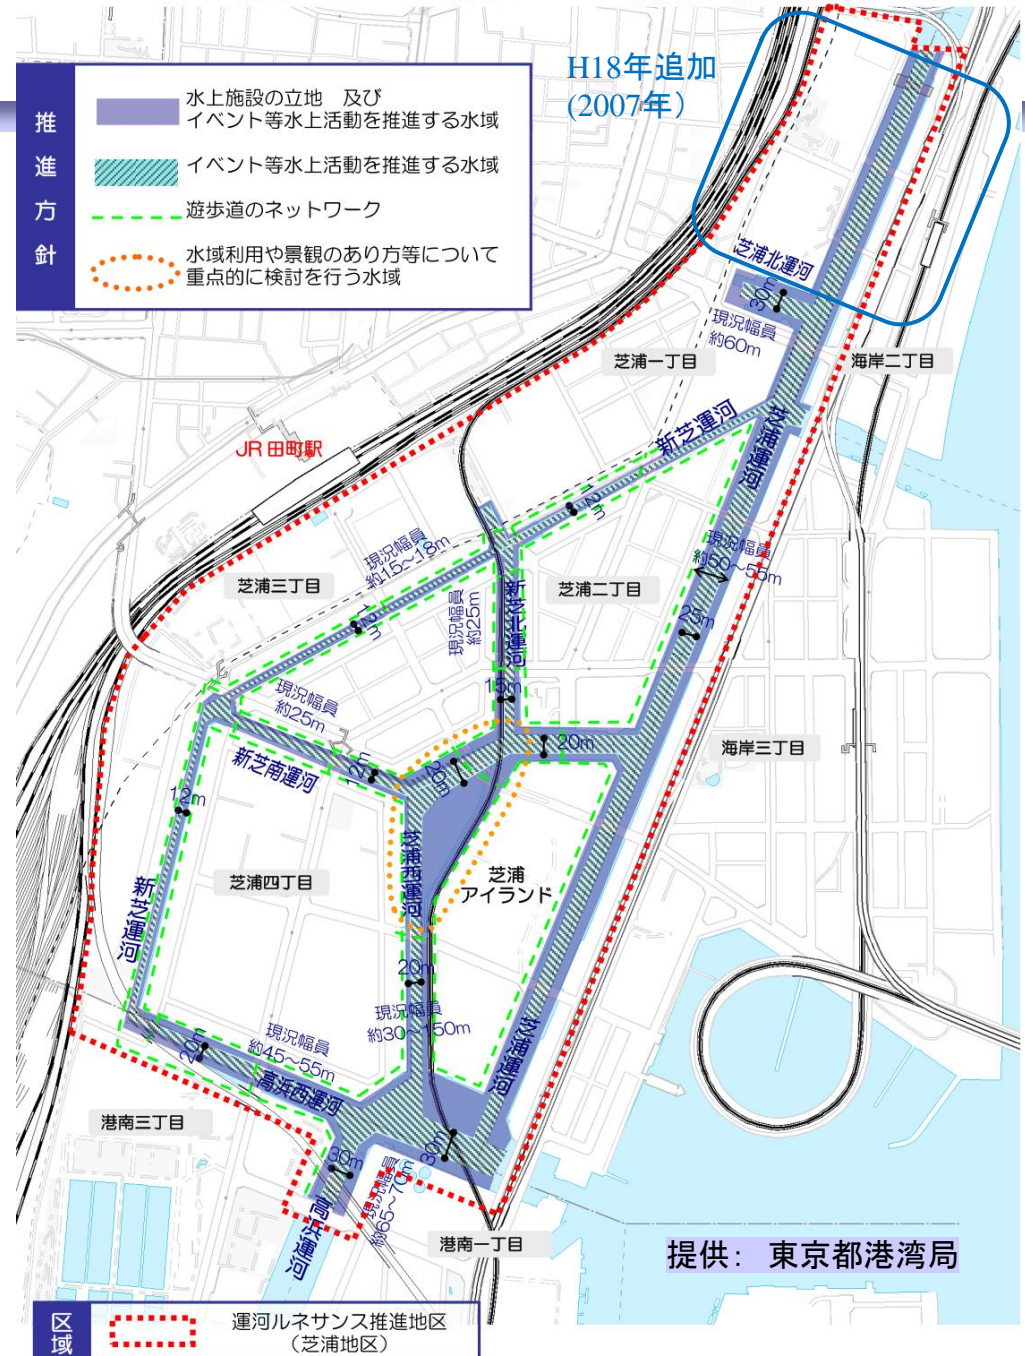 推進方針
水上施設の立地　及び
イベント等水上活動を推進する水域
イベント等水上活動を推進する水域
遊歩道のネットワーク
水域利用や景観のあり方等について
重点的に検討を行う水域
H18年追加
(2007年）
芝浦北運河
30m
現況幅員
約60m
芝浦一丁目
海岸二丁目
JR 田町駅
新芝運河
芝浦運河
12m
現況幅員
約15～18m
現況幅員
約50～55m
芝浦三丁目
芝浦二丁目
12m
現況幅員
約25m
新芝北運河
25m
15m
現況幅員
約25m
20m
海岸三丁目
新芝南運河
12m
20m
12m
芝浦西運河
芝浦四丁目
芝浦
アイランド
新芝運河
20m
現況幅員
約30～150m
現況幅員
約45～55m
20m
高浜西運河
芝浦運河
港南三丁目
30m
30m
現況幅員
約65～70m
高浜運河
港南一丁目
提供：　東京都港湾局
区域
運河ルネサンス推進地区
（芝浦地区）